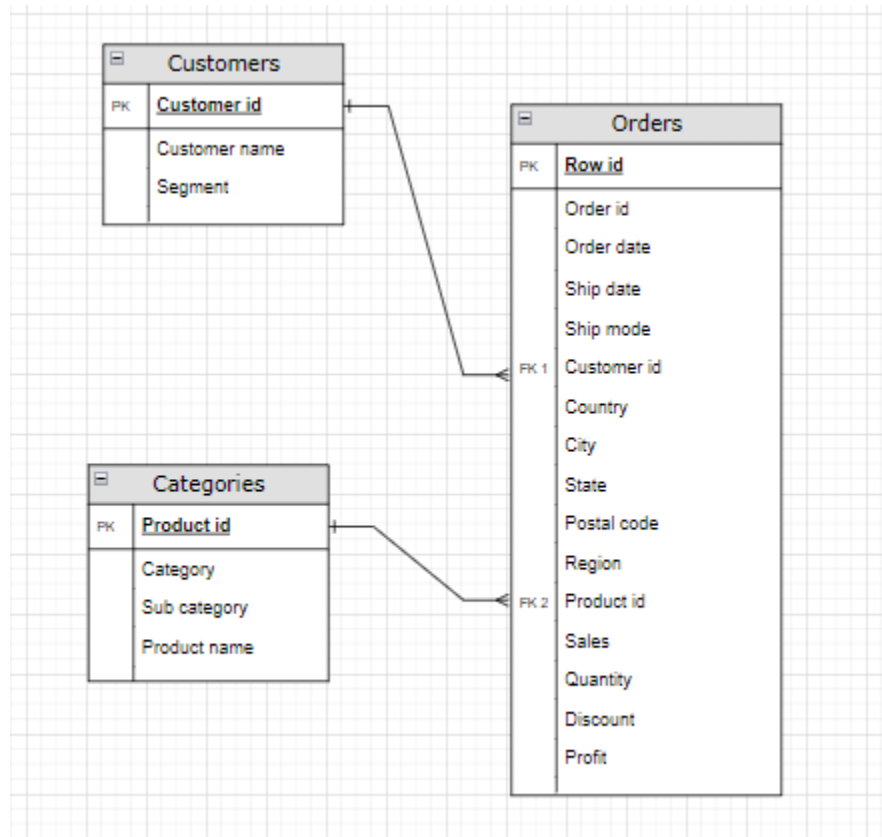 Customers
PK Customer id
Customer name
Segment
Orders
PK Row id
Order id
Order date
Ship date
Ship mode
FK 1 Customer id
Country
City
State
Postal code
Region
FK 2 Product id
Sales
Quantity
Discount
Profit
Categories
PK Product id
Category
Sub category
Product name